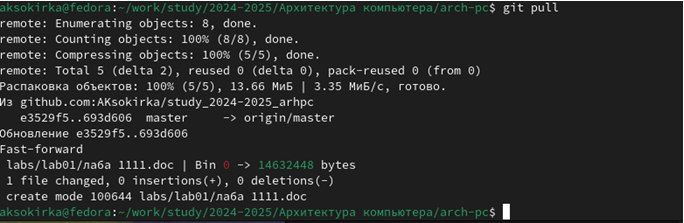 aksokirka@fedora:~/work/study/2024-2025/Архитектура компьютера/arch-pc$ git pull
remote: Enumerating objects: 8, done.
remote: Counting objects: 100% (8/8), done.
remote: Compressing objects: 100% (5/5), done.
remote: Total 5 (delta 2), reused 0 (delta 0), pack-reused 0 (from 0)
Распаковка объектов: 100% (5/5), 13.66 МиБ | 3.35 МиБ/с, готово.
Из github.com:AKsokirka/study_2024-2025_arhpc
e3529f5..693d606 master -> origin/master
Обновление e3529f5..693d606
Fast-forward
labs/lab01/лаба 1111.doc | Bin 0 -> 14632448 bytes
1 file changed, 0 insertions(+), 0 deletions(-)
create mode 100644 labs/lab01/лаба 1111.doc
aksokirka@fedora:~/work/study/2024-2025/Архитектура компьютера/arch-pc$